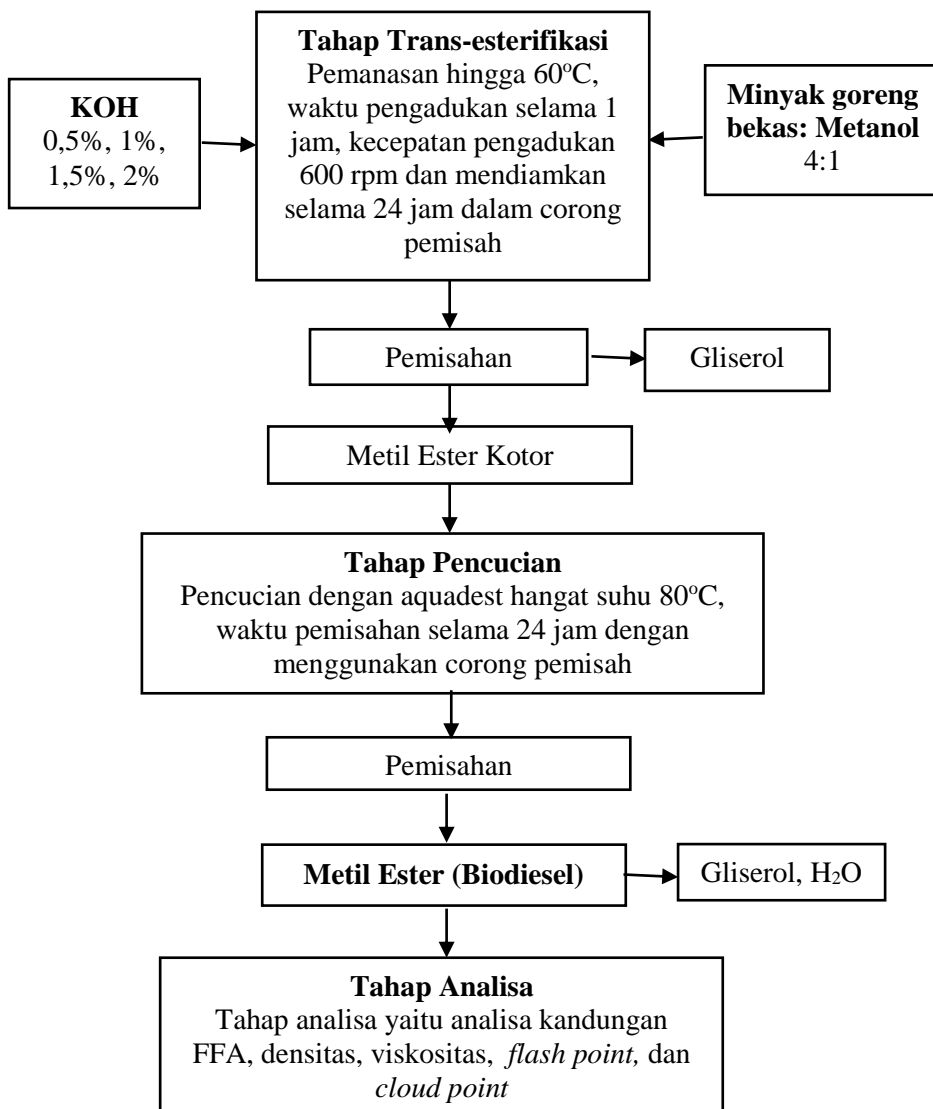 Tahap Trans-esterifikasi
Pemanasan hingga 60°C,
waktu pengadukan selama 1
jam, kecepatan pengadukan
600 rpm dan mendiamkan
selama 24 jam dalam corong
pemisah
KOH
0,5%, 1%,
1,5%, 2%
Minyak goreng
bekas: Metanol
4:1
Pemisahan
Gliserol
Metil Ester Kotor
Tahap Pencucian
Pencucian dengan aquadest hangat suhu 80°C,
waktu pemisahan selama 24 jam dengan
menggunakan corong pemisah
Pemisahan
Metil Ester (Biodiesel)
Gliserol, H₂O
Tahap Analisa
Tahap analisa yaitu analisa kandungan
FFA, densitas, viskositas, flash point, dan
cloud point